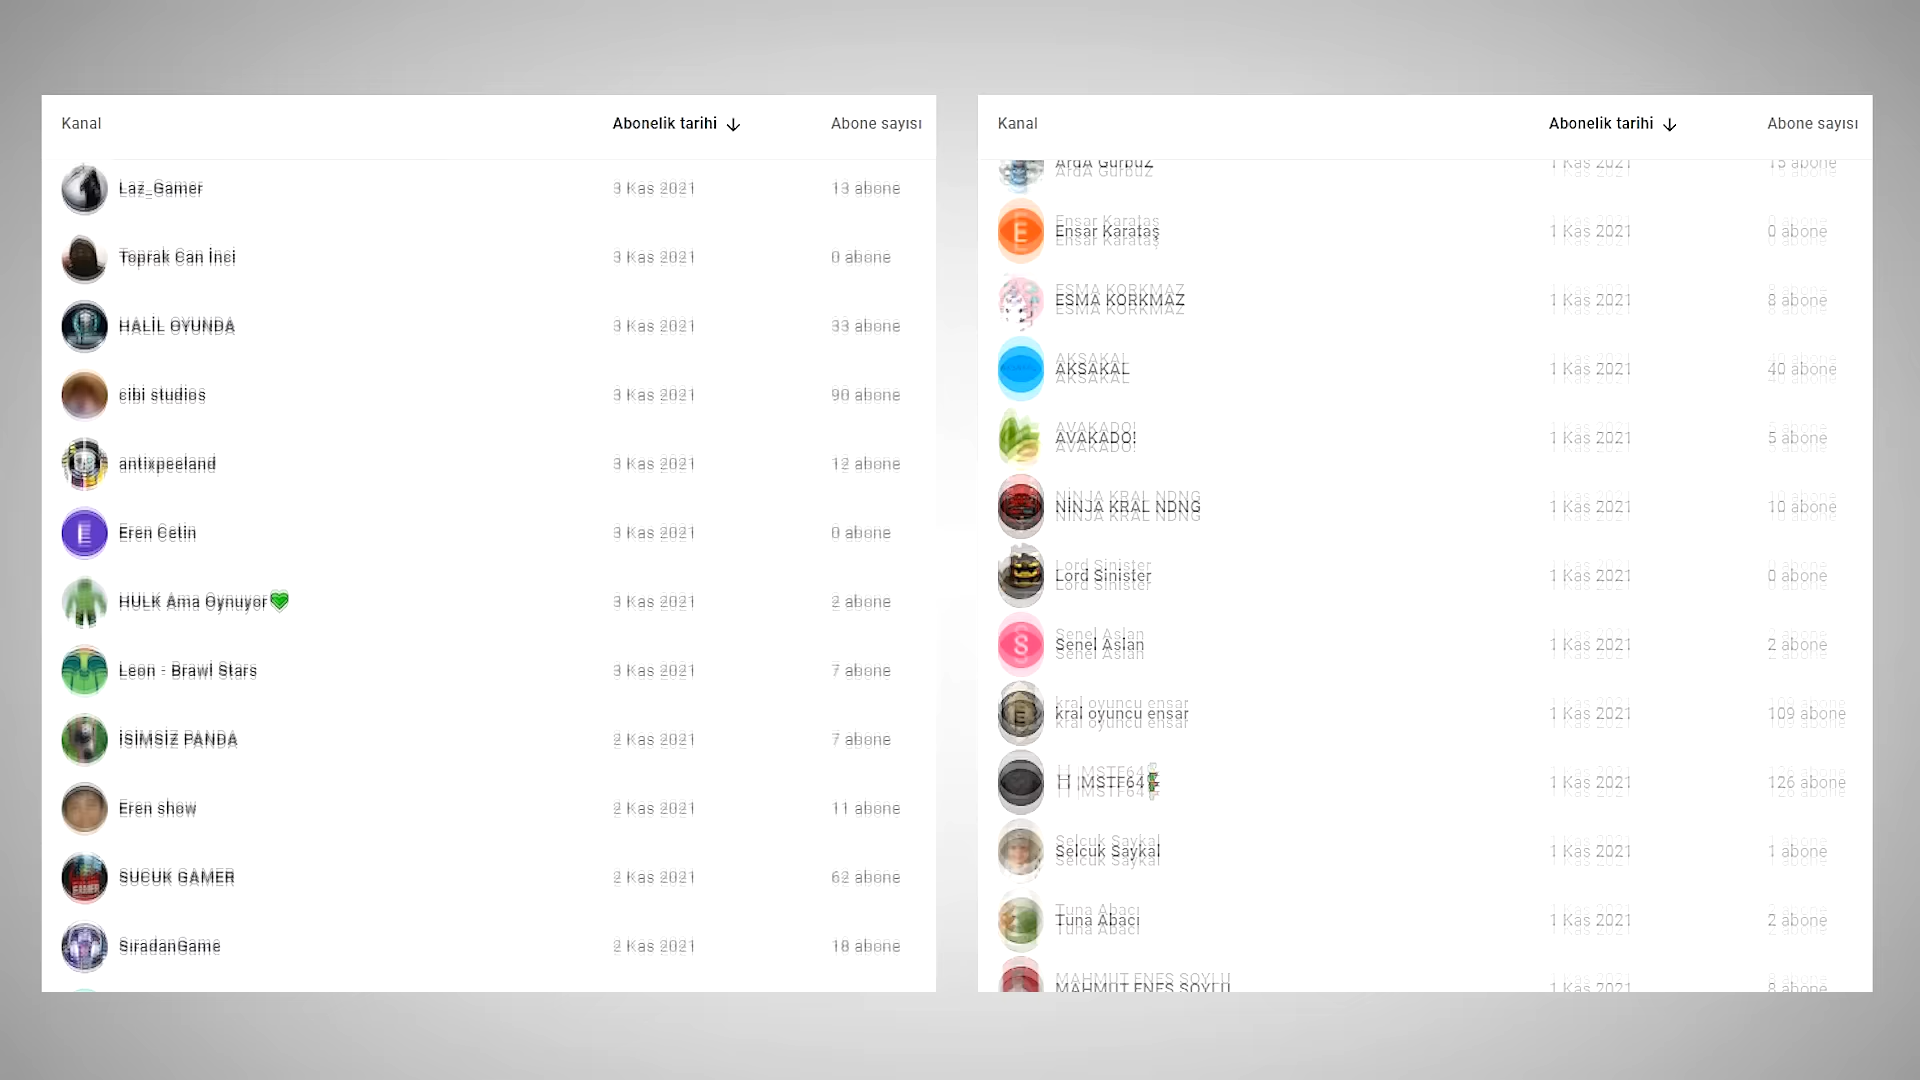 Kanal Abonelik tarihi ↓ Abone sayısı
Laz_Gamer 3 Kas 2021 13 abone
Toprak Can İnci 3 Kas 2021 0 abone
HALİL OYUNDA 3 Kas 2021 33 abone
cibi studios 3 Kas 2021 90 abone
antixpeeland 3 Kas 2021 12 abone
Eren Cetin 3 Kas 2021 0 abone
HULK Ama Oynuyor💚 3 Kas 2021 2 abone
Leon - Brawl Stars 3 Kas 2021 7 abone
İSİMSİZ PANDA 2 Kas 2021 7 abone
Eren show 2 Kas 2021 11 abone
SUCUK GAMER 2 Kas 2021 62 abone
SıradanGame 2 Kas 2021 18 abone
Kanal Abonelik tarihi ↓ Abone sayısı
ArdA GürbüZ 1 Kas 2021 15 abone
Ensar Karataş 1 Kas 2021 0 abone
ESMA KORKMAZ 1 Kas 2021 8 abone
AKSAKAL 1 Kas 2021 40 abone
AVAKADO! 1 Kas 2021 5 abone
NİNJA KRAL NDNG 1 Kas 2021 10 abone
Lord Sinister 1 Kas 2021 0 abone
Senel Aslan 1 Kas 2021 2 abone
kral oyuncu ensar 1 Kas 2021 109 abone
H |MSTF64 1 Kas 2021 126 abone
Selcuk Saykal 1 Kas 2021 1 abone
Tuna Abacı 1 Kas 2021 2 abone
MAHMUT ENES SOYLU 1 Kas 2021 8 abone